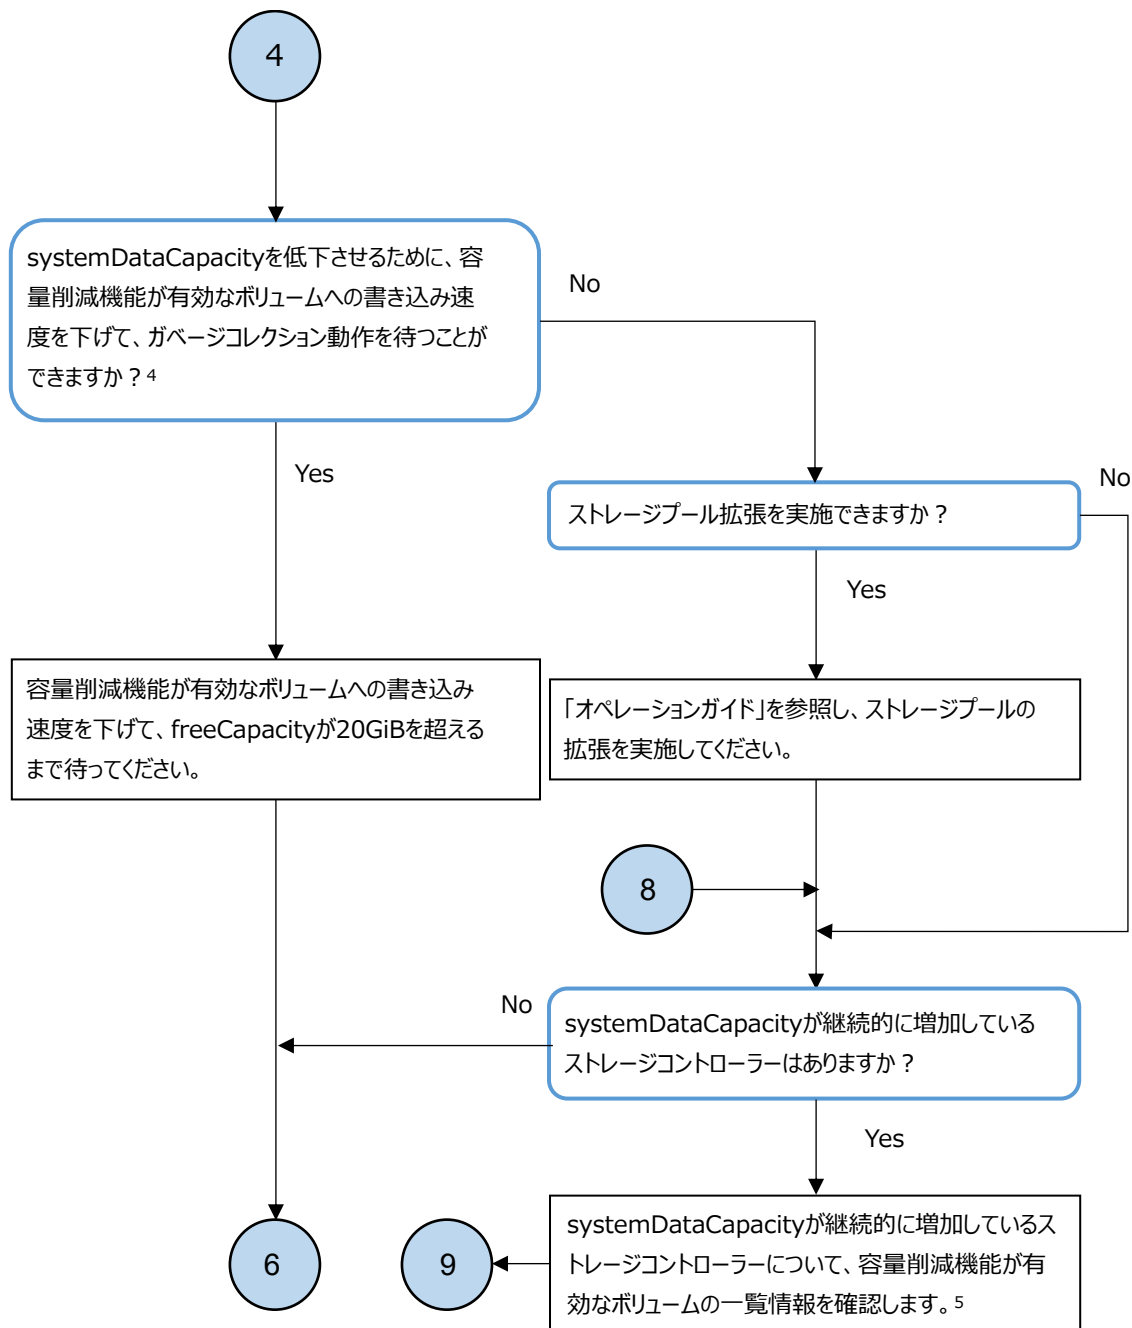 4
systemDataCapacityを低下させるために、容
量削減機能が有効なボリュームへの書き込み速
度を下げて、ガベージコレクション動作を待つことが
できますか？4
No
Yes
No
ストレージプール拡張を実施できますか？
Yes
容量削減機能が有効なボリュームへの書き込み
速度を下げて、freeCapacityが20GiBを超える
まで待ってください。
「オペレーションガイド」を参照し、ストレージプールの
拡張を実施してください。
8
No
systemDataCapacityが継続的に増加している
ストレージコントローラーはありますか？
Yes
systemDataCapacityが継続的に増加しているス
トレージコントローラーについて、容量削減機能が有
効なボリュームの一覧情報を確認します。5
6
9